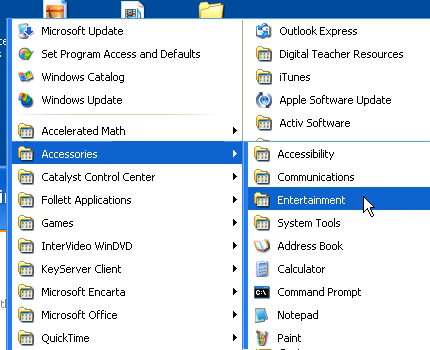 Microsoft Update
Set Program Access and Defaults
Windows Catalog
Windows Update
Accelerated Math
Accessories
Catalyst Control Center
Follett Applications
Games
InterVideo WinDVD
KeyServer Client
Microsoft Encarta
Microsoft Office
QuickTime
Outlook Express
Digital Teacher Resources
iTunes
Apple Software Update
Activ Software
Accessibility
Communications
Entertainment
System Tools
Address Book
Calculator
C:\
Command Prompt
Notepad
Paint